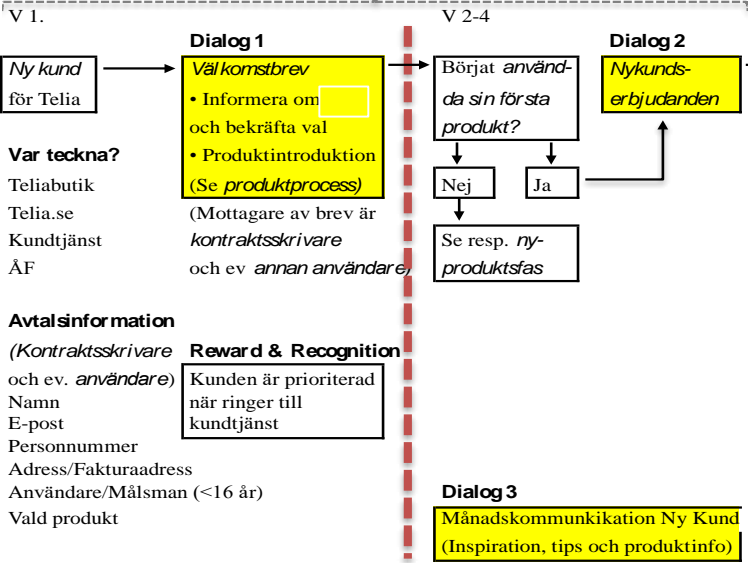 V 1.
Dialog 1
Ny kund
för Telia
Välkomstbrev
• Informera om
och bekräfta val
• Produktintroduktion
(Se produktprocess)
(Mottagare av brev är
kontraktsskrivare
och ev annan användare)
Var teckna?
Teliabutik
Telia.se
Kundtjänst
ÅF
Avtalsinformation
(Kontraktsskrivare
och ev. användare)
Namn
E-post
Personnummer
Adress/Fakturaadress
Användare/Målsman (<16 år)
Vald produkt
Reward & Recognition
Kunden är prioriterad
när ringer till
kundtjänst
V 2-4
Börjat använd-
da sin första
produkt?
Nej
Ja
Se resp. ny-
produktsfas
Dialog 2
Nykunds-
erbjudanden
Dialog 3
Månadskommunkikation Ny Kund
(Inspiration, tips och produktinfo)